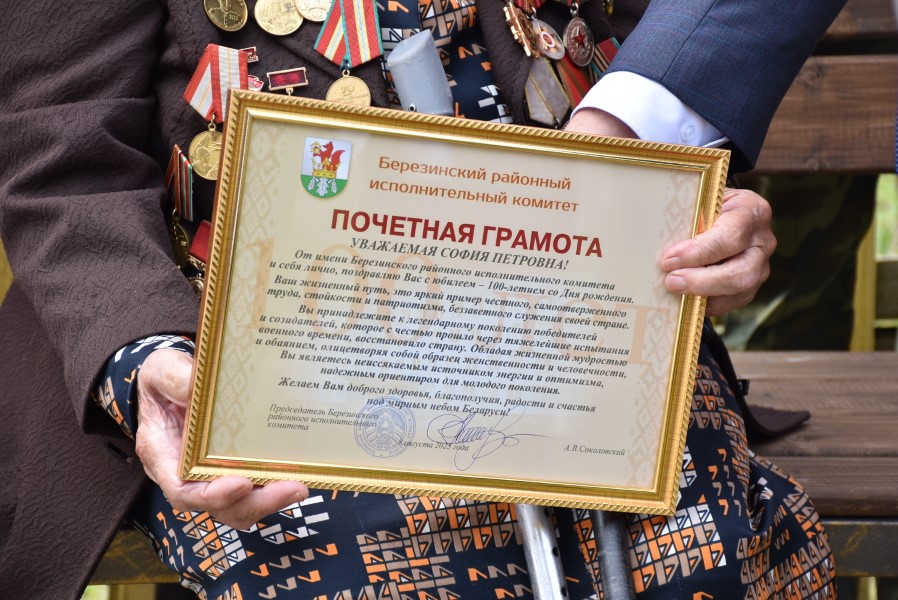 Березинский районный
исполнительный комитет
ПОЧЕТНАЯ ГРАМОТА
УВАЖАЕМАЯ СОФИЯ ПЕТРОВНА!
От имени Березинского районного исполнительного комитета
и себя лично, поздравляю Вас с юбилеем – 100-летием со Дня рождения.
Ваш жизненный путь, это яркий пример честного, самоотверженного
труда, стойкости и патриотизма, беззаветного служения своей стране.
Вы принадлежите к легендарному поколению победителей
и созидателей, которое с честью прошло через тяжелейшие испытания
военного времени, восстановило страну. Обладая жизненной мудростью
и обаянием, олицетворяя собой образец женственности и человечности,
Вы являетесь неиссякаемым источником энергии и оптимизма,
надежным ориентиром для молодого поколения.
Желаем Вам доброго здоровья, благополучия, радости и счастья
под мирным небом Беларуси!
Председатель Березинского
районного исполнительного
комитета
августа 2025 года
А.В.Соколовский